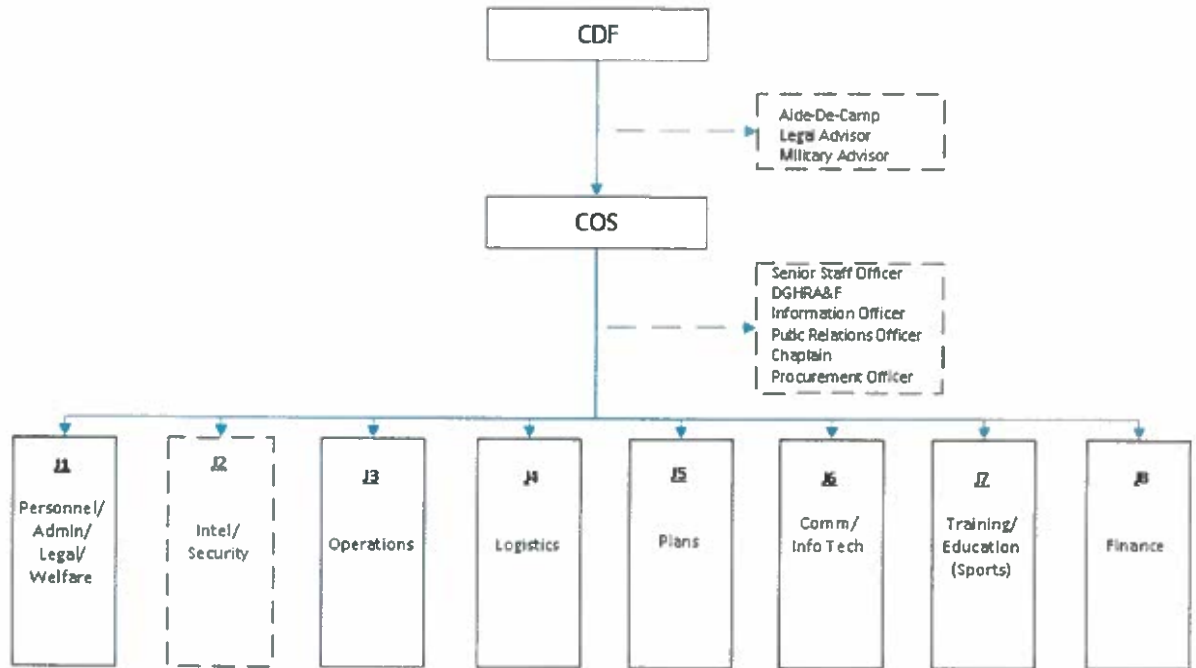 CDF
Aide-De-Camp
Legal Advisor
Military Advisor
COS
Senior Staff Officer
DGHRA&F
Information Officer
Public Relations Officer
Chaplain
Procurement Officer
J1
Personnel/
Admin/
Legal/
Welfare
J2
Intel/
Security
J3
Operations
J4
Logistics
J5
Plans
J6
Comm/
Info Tech
J7
Training/
Education
(Sports)
J8
Finance